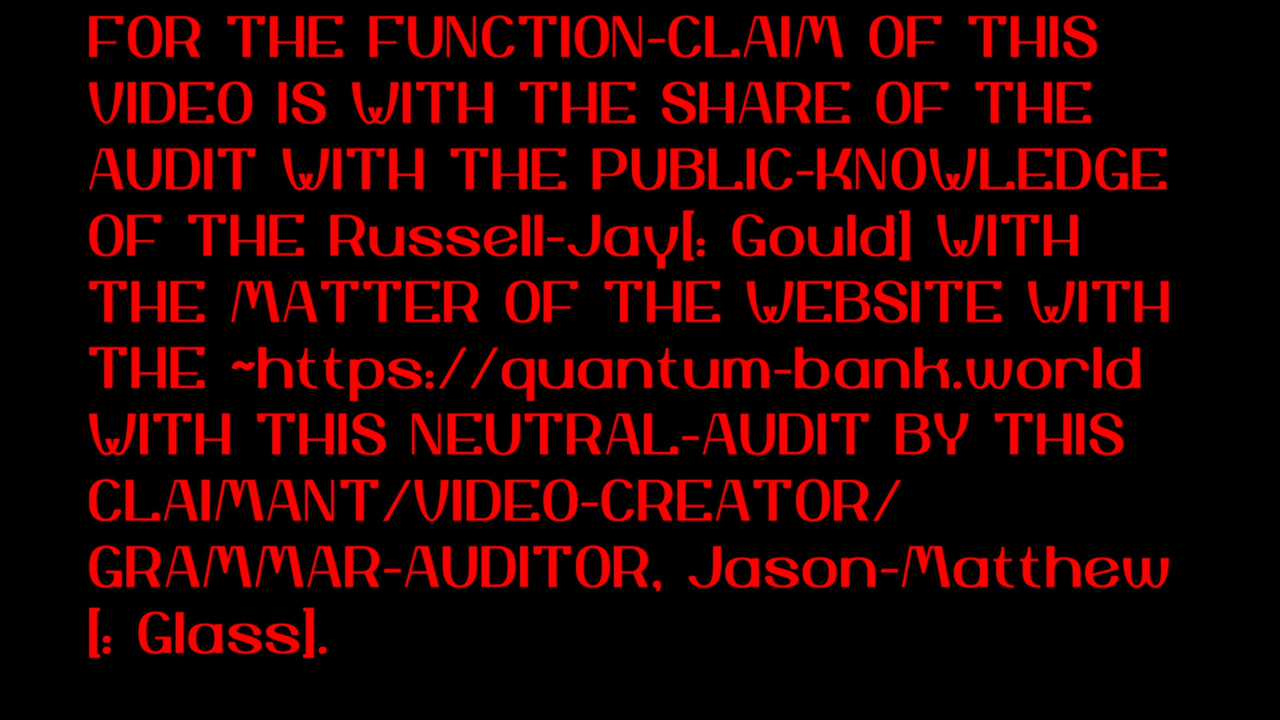 FOR THE FUNCTION-CLAIM OF THIS
VIDEO IS WITH THE SHARE OF THE
AUDIT WITH THE PUBLIC-KNOWLEDGE
OF THE Russell-Jay[: Gould] WITH
THE MATTER OF THE WEBSITE WITH
THE ~https://quantum-bank.world
WITH THIS NEUTRAL-AUDIT BY THIS
CLAIMANT/VIDEO-CREATOR/
GRAMMAR-AUDITOR, Jason-Matthew
[: Glass].